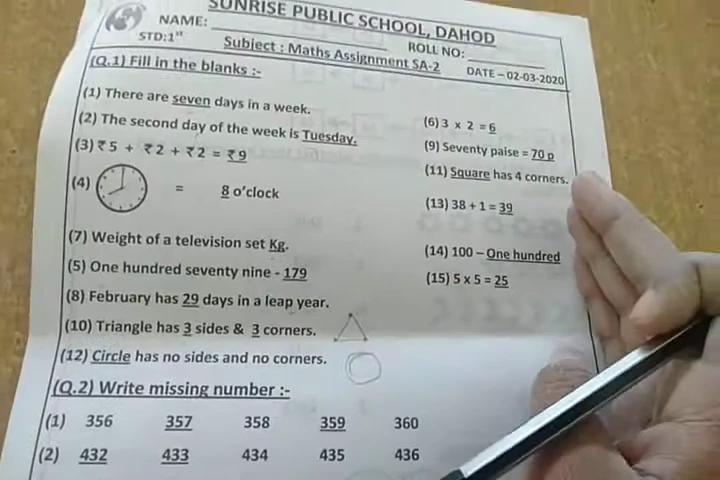 SUNRISE PUBLIC SCHOOL, DAHOD
NAME:
STD:1st
ROLL NO:
Subject : Maths Assignment SA-2
DATE – 02-03-2020
(Q.1) Fill in the blanks :-
(1) There are seven days in a week.
(2) The second day of the week is Tuesday.
(3) ₹ 5 + ₹ 2 + ₹ 2 = ₹ 9
(4) = 8 o'clock
(7) Weight of a television set Kg.
(5) One hundred seventy nine - 179
(8) February has 29 days in a leap year.
(10) Triangle has 3 sides & 3 corners.
(12) Circle has no sides and no corners.
(6) 3 x 2 = 6
(9) Seventy paise = 70 p
(11) Square has 4 corners.
(13) 38 + 1 = 39
(14) 100 – One hundred
(15) 5 x 5 = 25
(Q.2) Write missing number :-
(1) 356 357 358 359 360
(2) 432 433 434 435 436